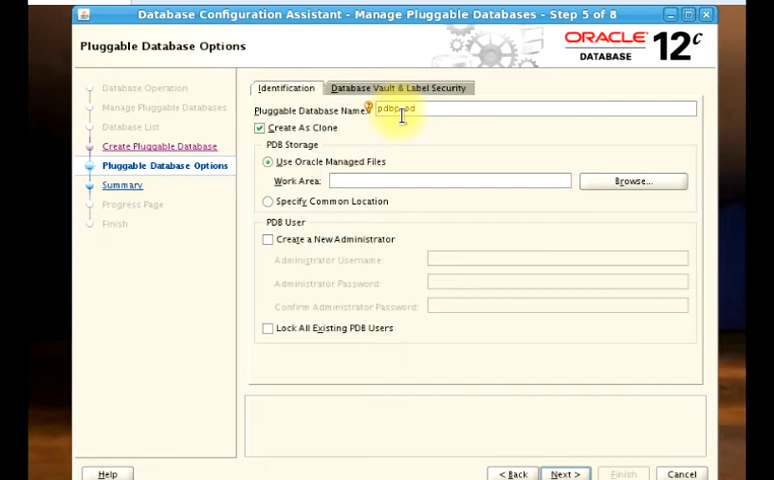 Database Configuration Assistant - Manage Pluggable Databases - Step 5 of 8
Pluggable Database Options
ORACLE
DATABASE
12c
Database Operation
Manage Pluggable Databases
Database List
Create Pluggable Database
Pluggable Database Options
Summary
Progress Page
Finish
Identification
Database Vault & Label Security
Pluggable Database Name:
Create As Clone
PDB Storage
Use Oracle Managed Files
Work Area:
Browse...
Specify Common Location
PDB User
Create a New Administrator
Administrator Username:
Administrator Password:
Confirm Administrator Password:
Lock All Existing PDB Users
Help
< Back
Next >
Finish
Cancel